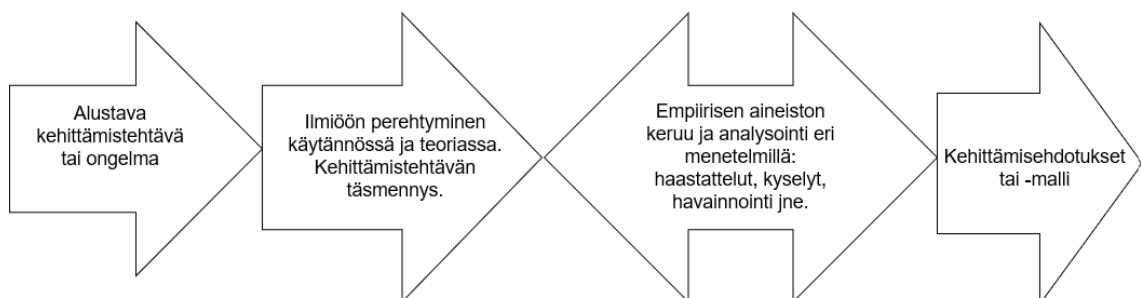 Alustava
kehittämistehtävä
tai ongelma
Ilmiöön perehtyminen
käytännössä ja teoriassa.
Kehittämistehtävän
täsmennys.
Empiirisen aineiston
keruu ja analysointi eri
menetelmillä:
haastattelut, kyselyt,
havainnointi jne.
Kehittämisehdotukset
tai -malli